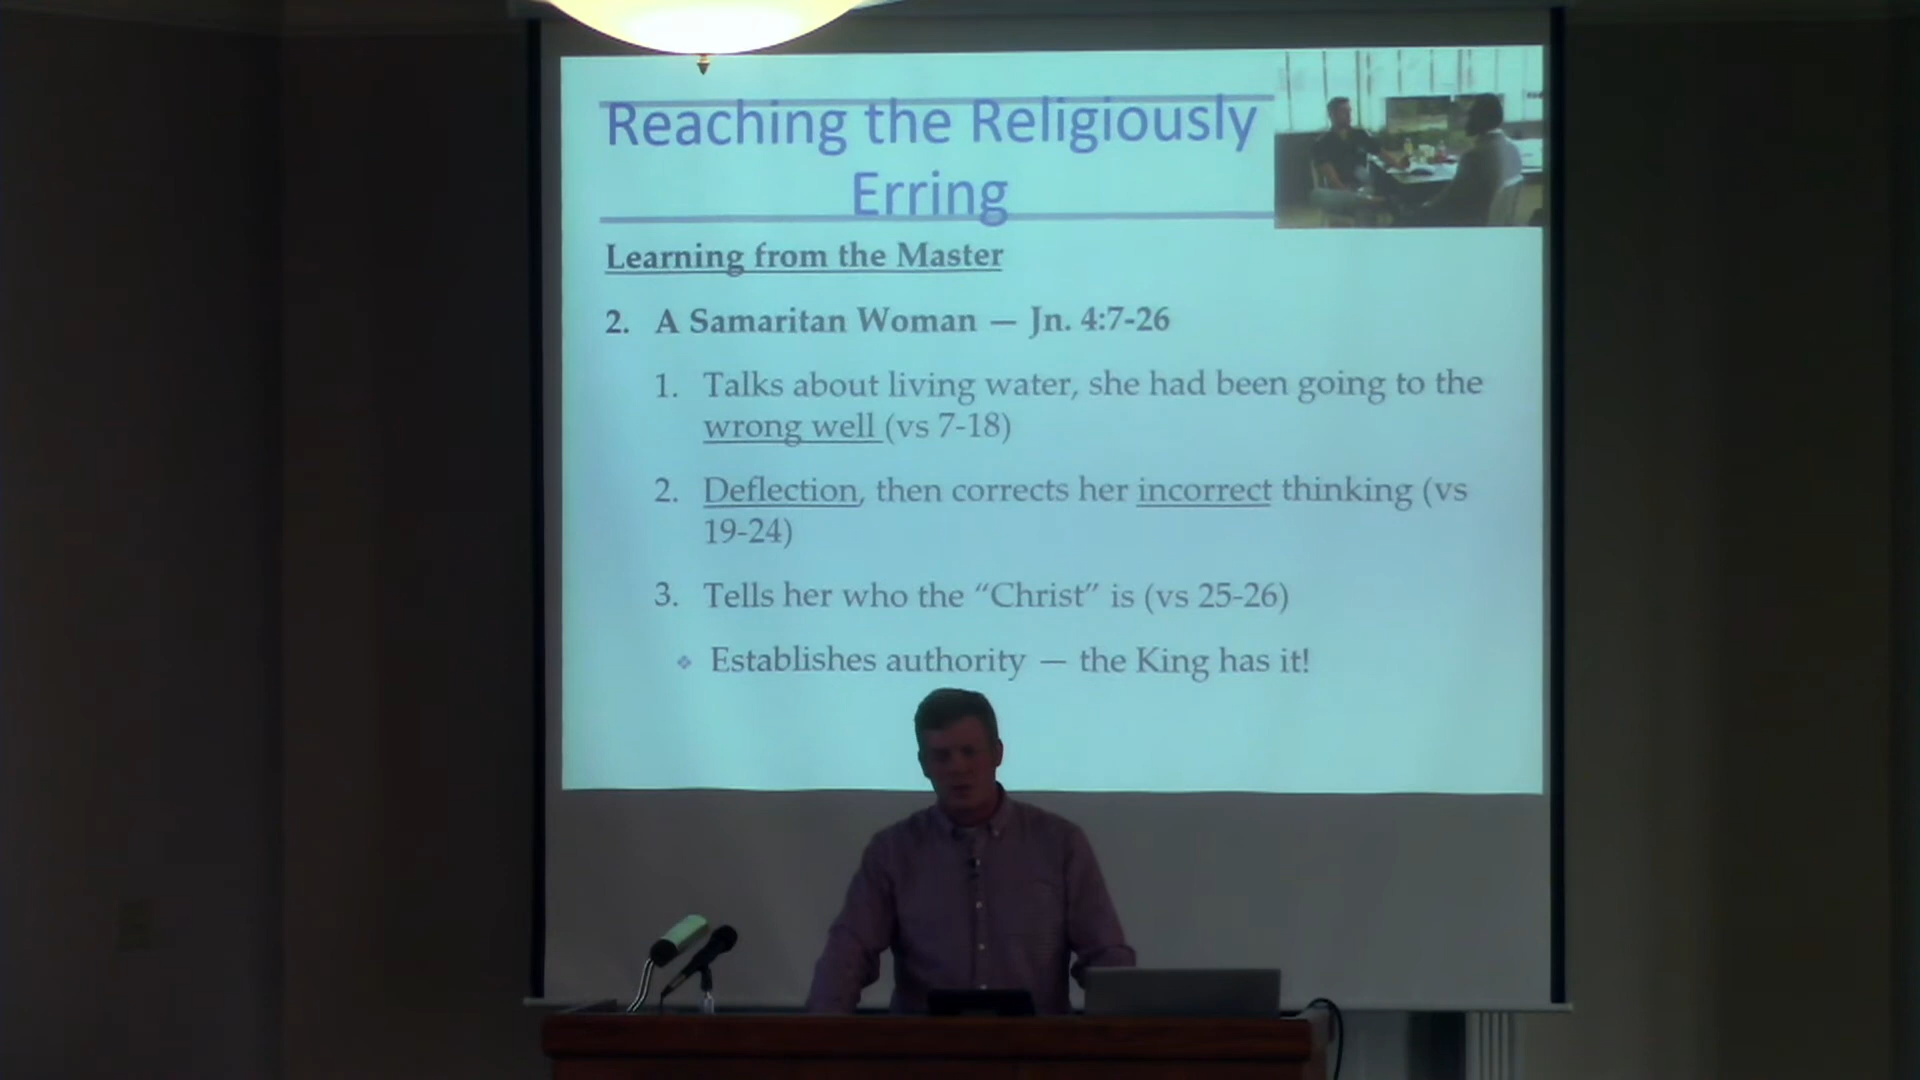 Reaching the Religiously
Erring
Learning from the Master
2. A Samaritan Woman — Jn. 4:7-26
1. Talks about living water, she had been going to the
wrong well (vs 7-18)
2. Deflection, then corrects her incorrect thinking (vs
19-24)
3. Tells her who the “Christ” is (vs 25-26)
❖ Establishes authority — the King has it!